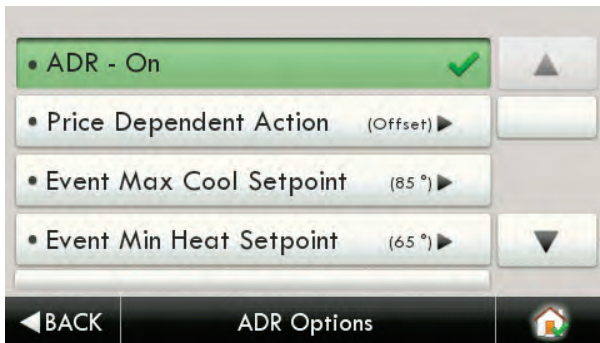 • ADR - On
• Price Dependent Action (Offset)
• Event Max Cool Setpoint (85 °)
• Event Min Heat Setpoint (65 °)
BACK ADR Options